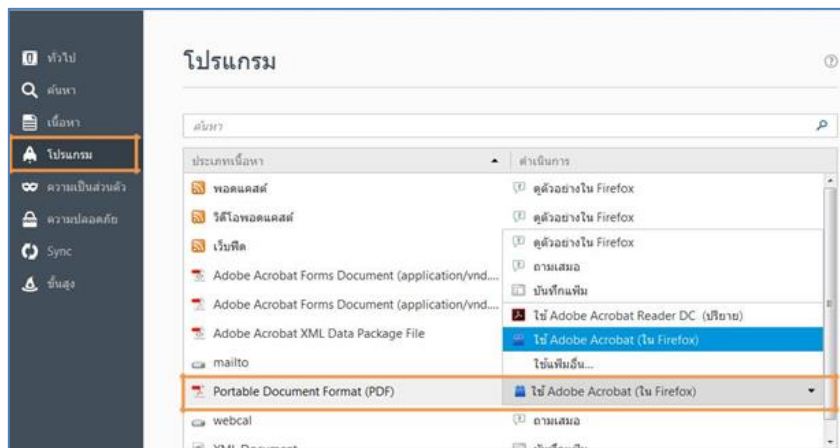 ทั่วไป
ค้นหา
เนื้อหา
โปรแกรม
ความเป็นส่วนตัว
ความปลอดภัย
Sync
ขั้นสูง
โปรแกรม
ค้นหา
ประเภทเนื้อหา ดำเนินการ
พอดแคสต์ ดูตัวอย่างใน Firefox
วิดีโอพอดแคสต์ ดูตัวอย่างใน Firefox
เว็บฟีด ดูตัวอย่างใน Firefox
Adobe Acrobat Forms Document (application/vnd.... ถามเสมอ
บันทึกแฟ้ม
Adobe Acrobat Forms Document (application/vnd.... ใช้ Adobe Acrobat Reader DC (ปริยาย)
Adobe Acrobat XML Data Package File ใช้ Adobe Acrobat (ใน Firefox)
mailto ใช้แฟ้มอื่น...
Portable Document Format (PDF) ใช้ Adobe Acrobat (ใน Firefox)
webcal ถามเสมอ
XML Document